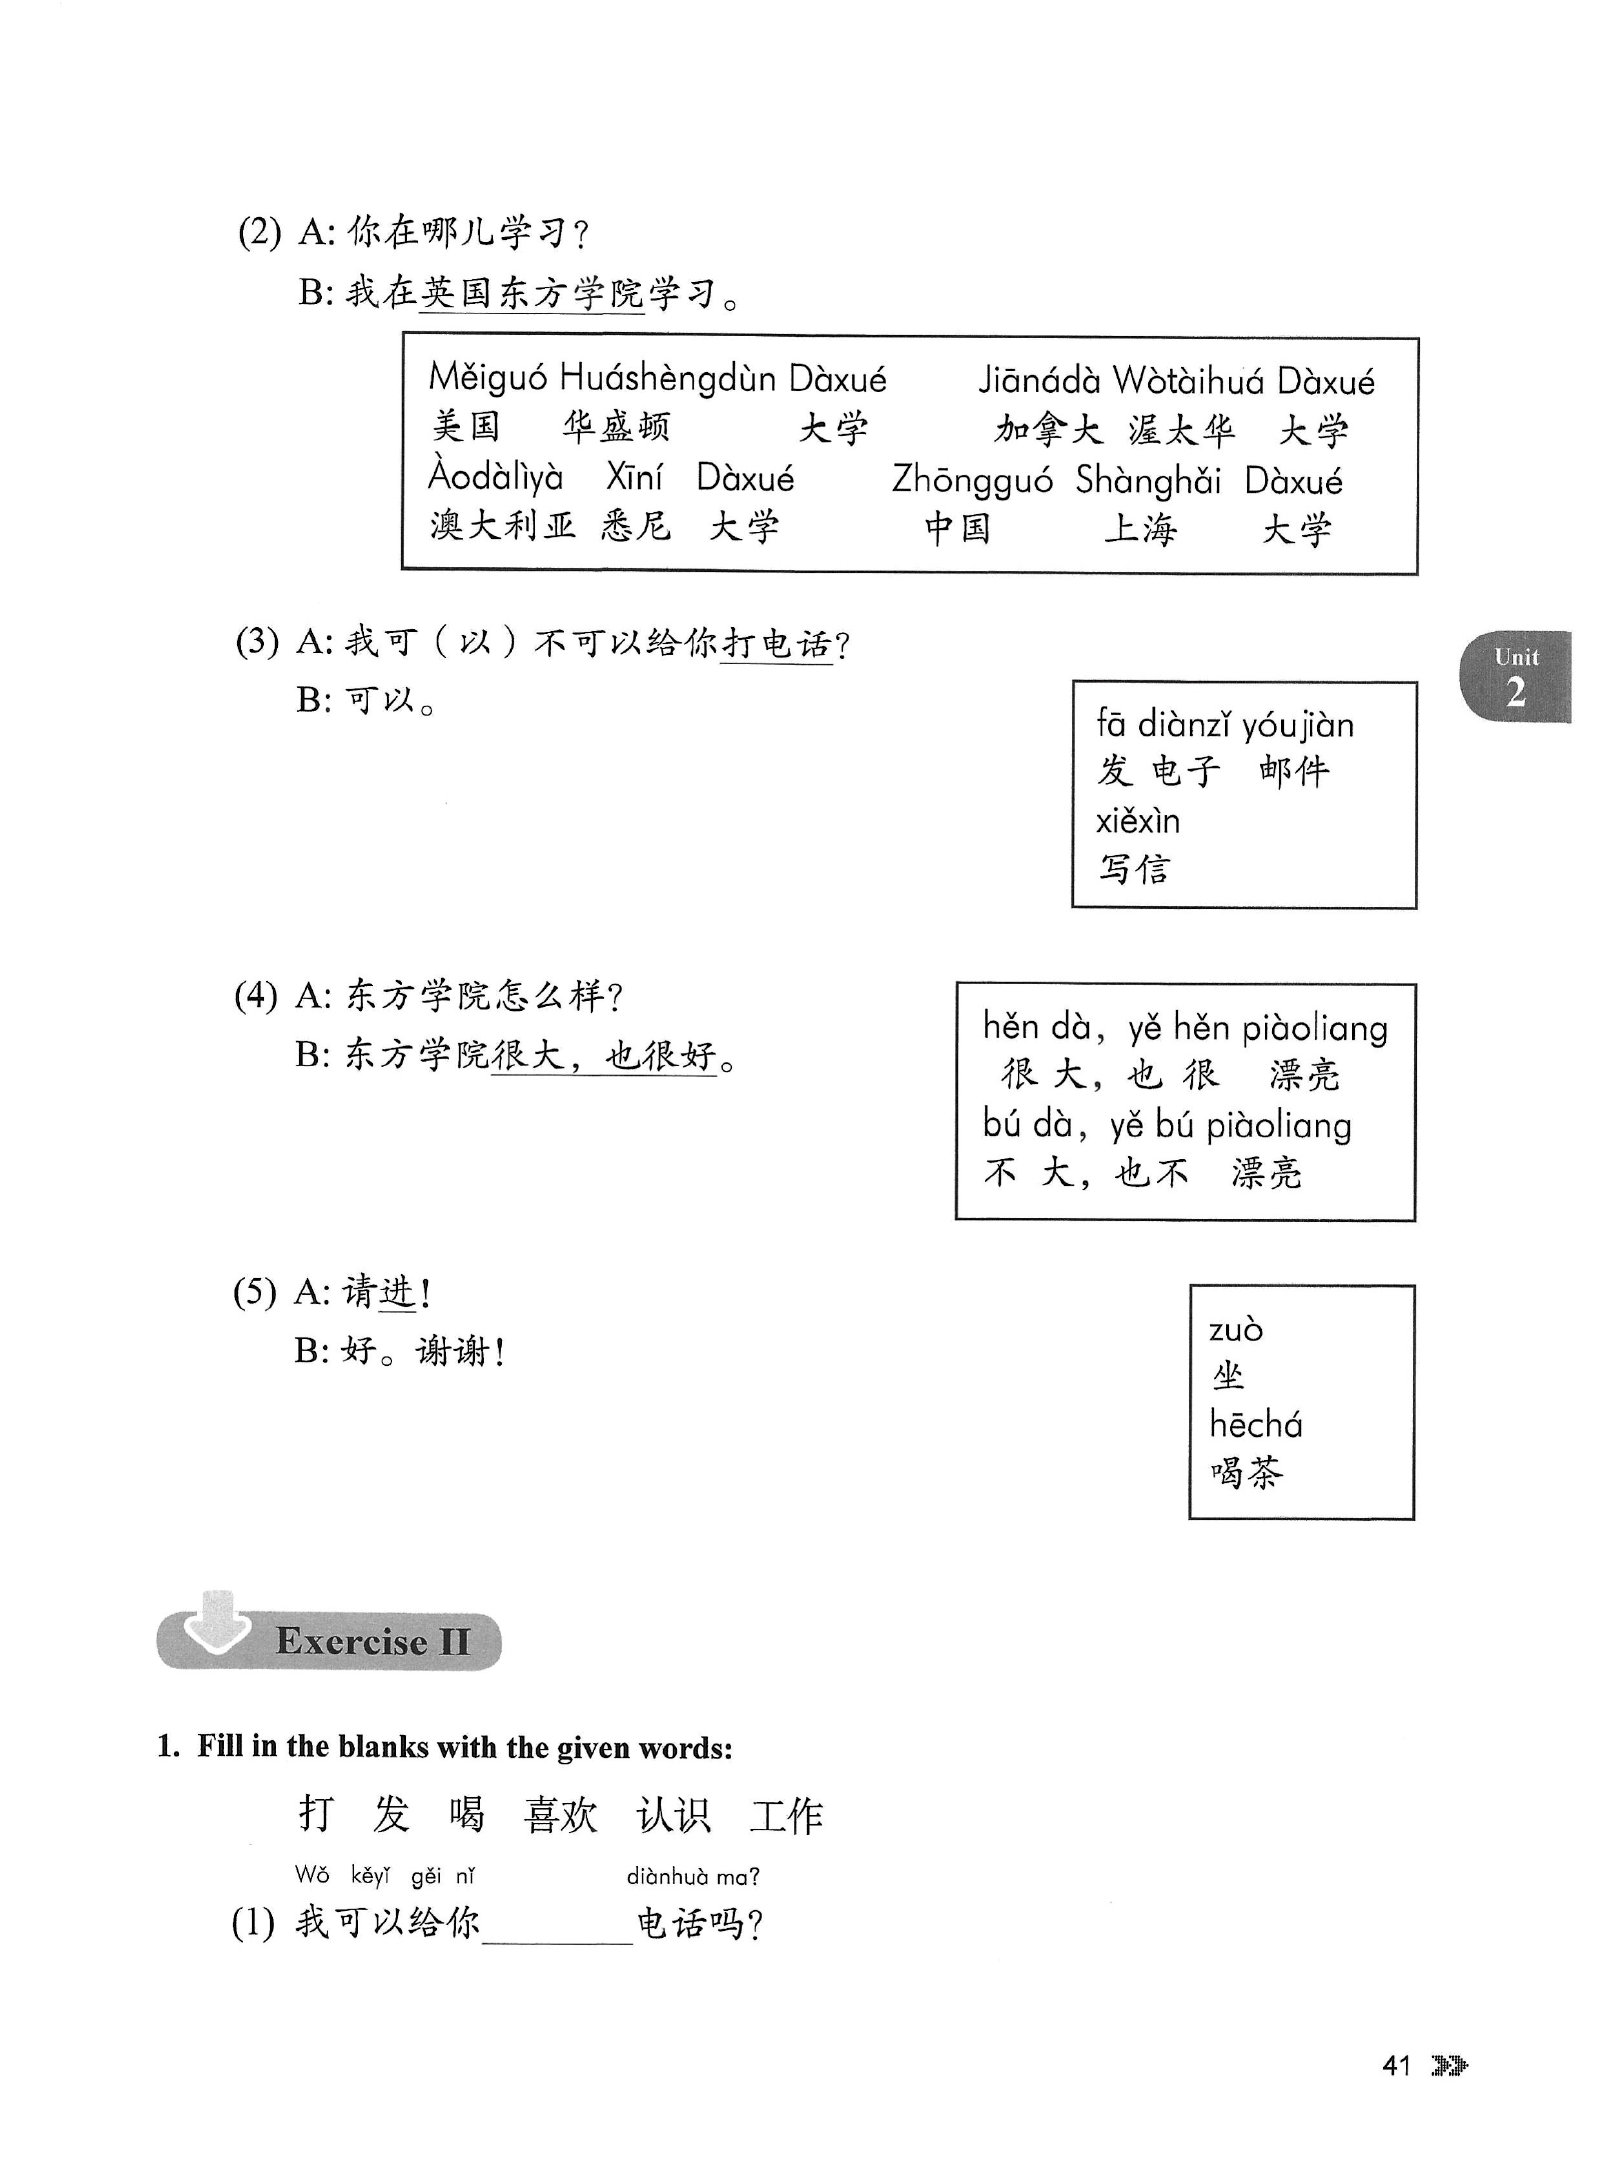 (2) A: 你在哪儿学习?
B: 我在英国东方学院学习。
Měiguó Huáshèngdùn Dàxué Jiānádà Wòtàihuá Dàxué
美国 华盛顿 大学 加拿大 渥太华 大学
Àodàlìyà Xīní Dàxué Zhōngguó Shànghǎi Dàxué
澳大利亚 悉尼 大学 中国 上海 大学
(3) A: 我可（以）不可以给你打电话?
B: 可以。
Unit
2
fā diànzǐ yóujiàn
发 电子 邮件
xiěxìn
写信
(4) A: 东方学院怎么样?
B: 东方学院很大，也很好。
hěn dà, yě hěn piàoliang
很 大，也 很 漂亮
bú dà, yě bú piàoliang
不 大，也不 漂亮
(5) A: 请进!
B: 好。谢谢!
zuò
坐
hēchá
喝茶
Exercise II
1. Fill in the blanks with the given words:
打 发 喝 喜欢 认识 工作
Wǒ kěyǐ gěi nǐ diànhuà ma?
(1) 我可以给你________电话吗?
41